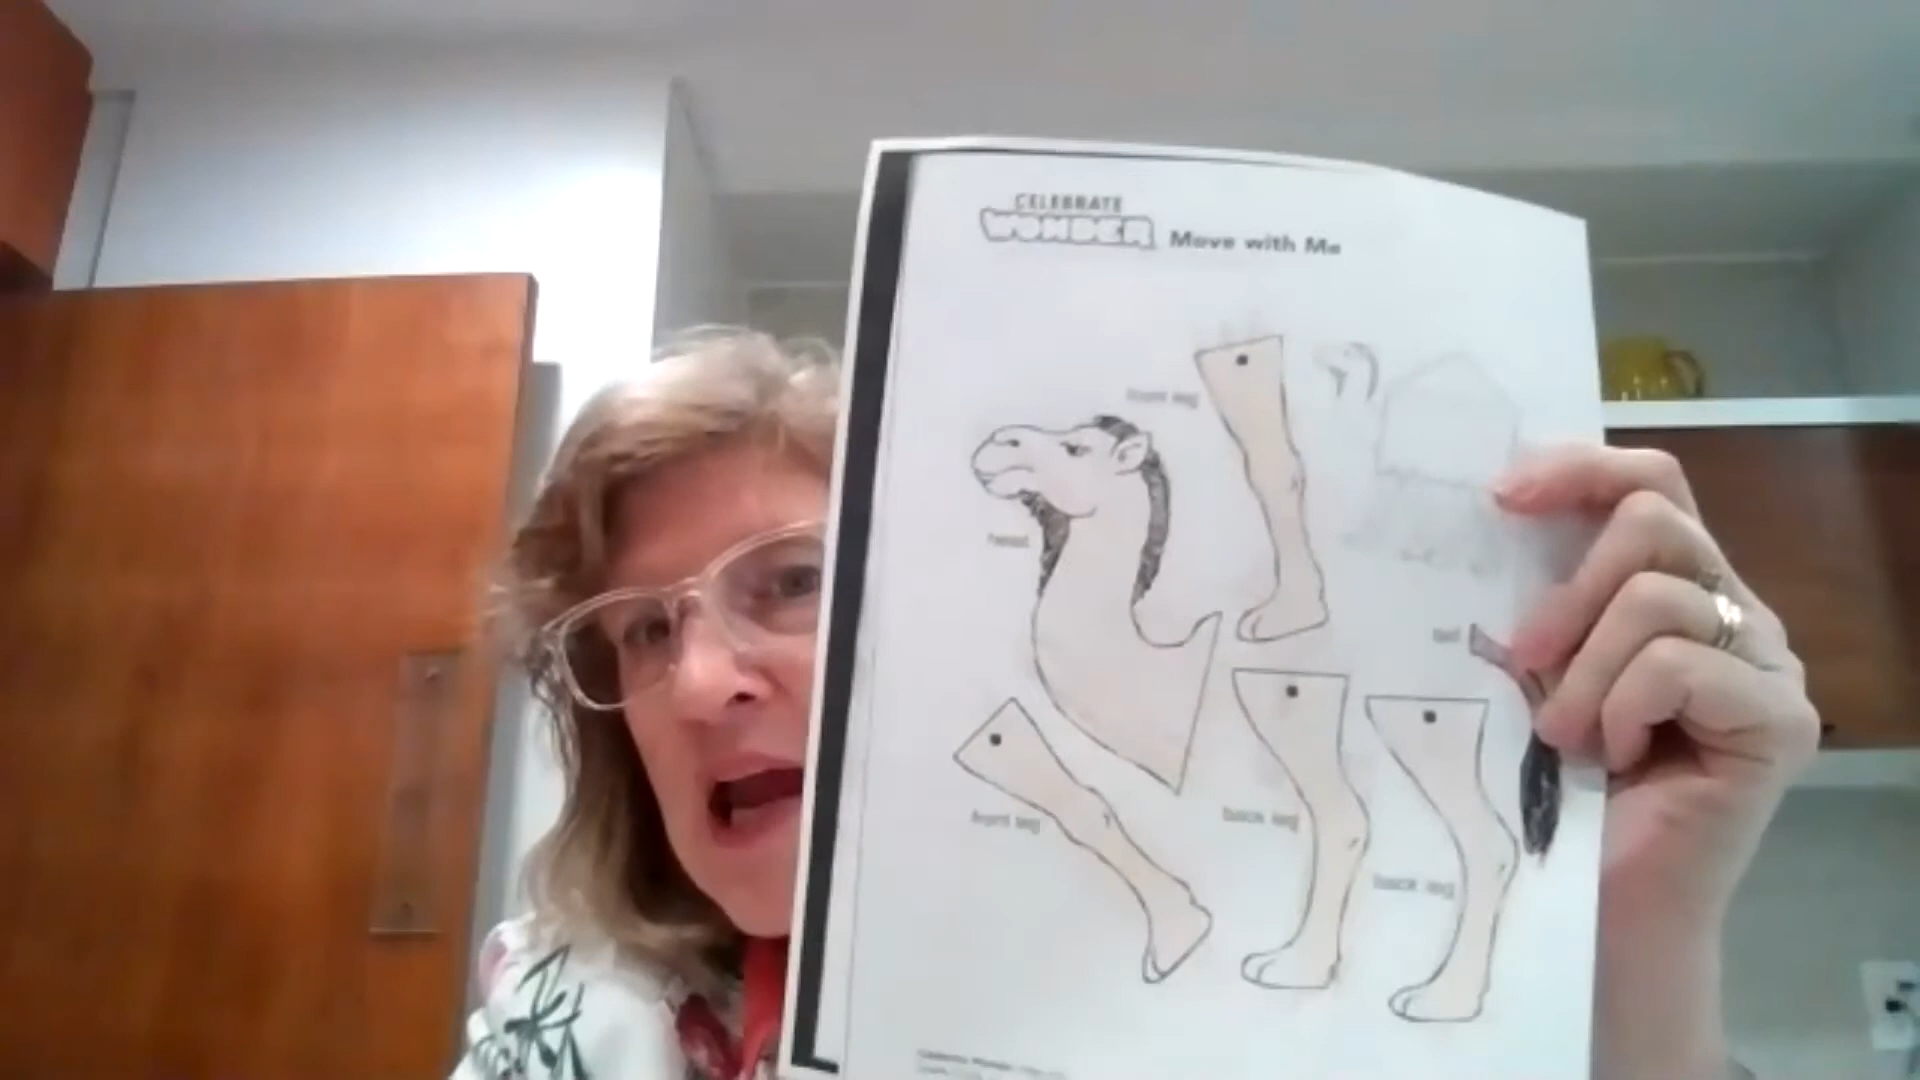 CELEBRATE
WONDER Move with Me
front leg
head
tail
front leg
back leg
back leg